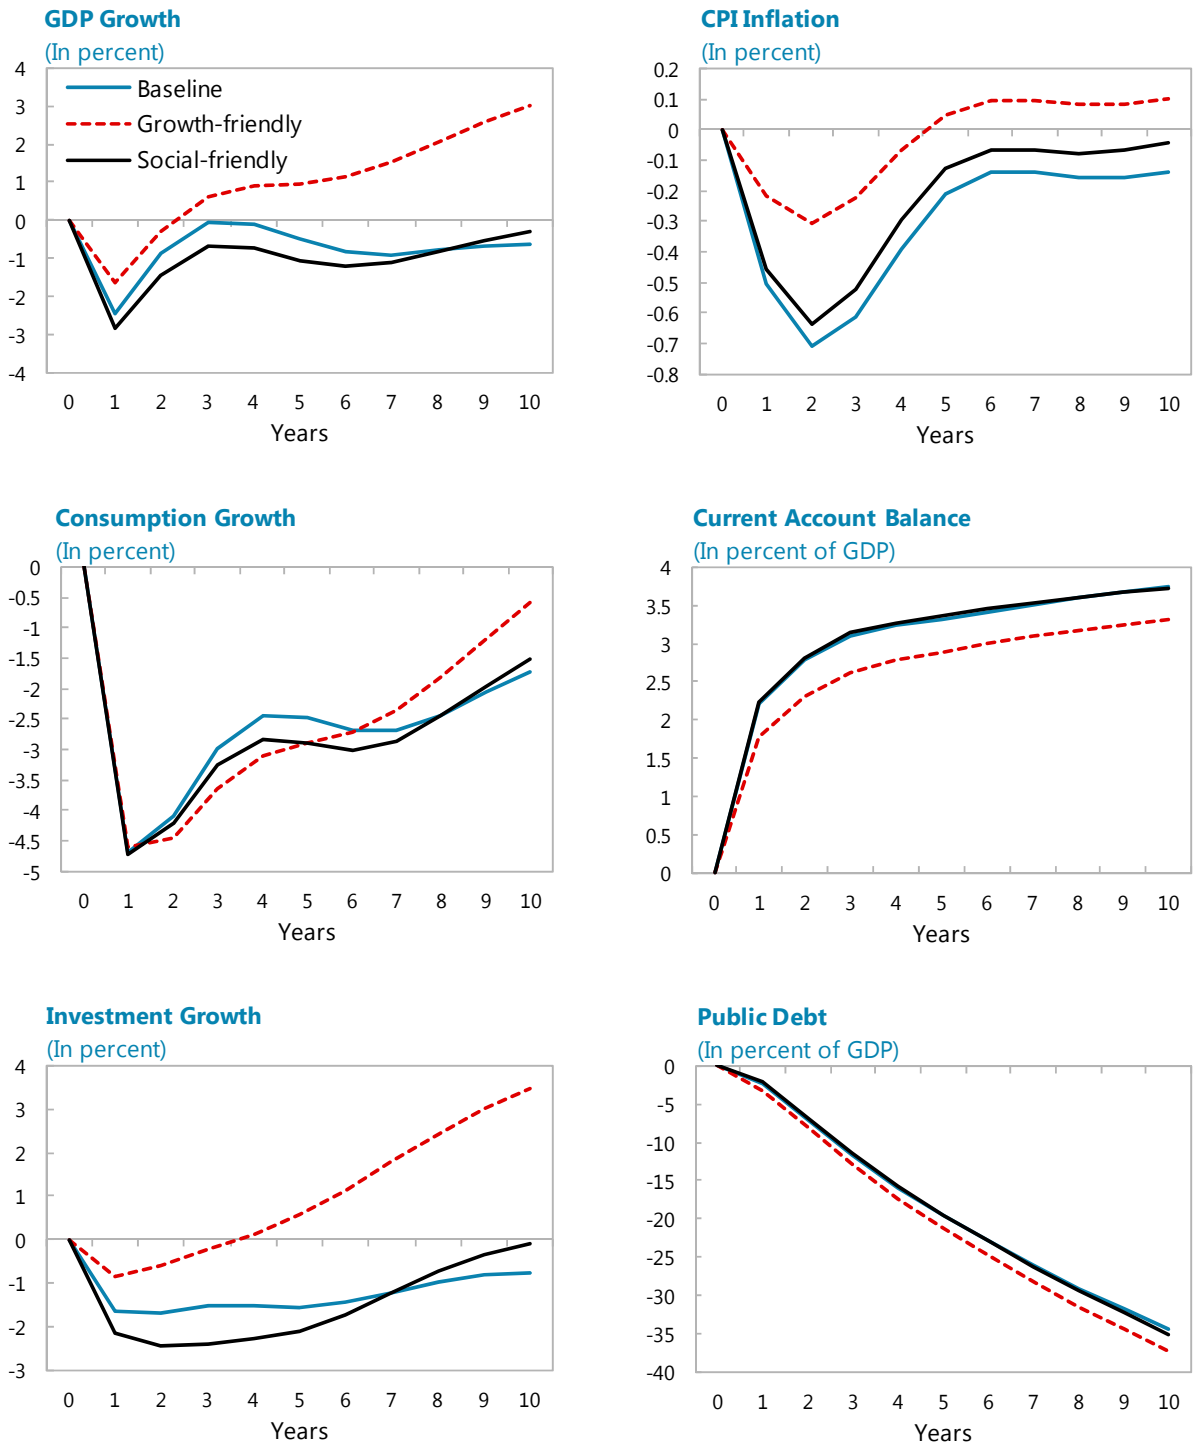 GDP Growth
(In percent)
4
3
2
1
0
-1
-2
-3
-4
Baseline
Growth-friendly
Social-friendly
0 1 2 3 4 5 6 7 8 9 10
Years
CPI Inflation
(In percent)
0.2
0.1
0
-0.1
-0.2
-0.3
-0.4
-0.5
-0.6
-0.7
-0.8
0 1 2 3 4 5 6 7 8 9 10
Years
Consumption Growth
(In percent)
0
-0.5
-1
-1.5
-2
-2.5
-3
-3.5
-4
-4.5
-5
0 1 2 3 4 5 6 7 8 9 10
Years
Current Account Balance
(In percent of GDP)
4
3.5
3
2.5
2
1.5
1
0.5
0
0 1 2 3 4 5 6 7 8 9 10
Years
Investment Growth
(In percent)
4
3
2
1
0
-1
-2
-3
0 1 2 3 4 5 6 7 8 9 10
Years
Public Debt
(In percent of GDP)
0
-5
-10
-15
-20
-25
-30
-35
-40
0 1 2 3 4 5 6 7 8 9 10
Years